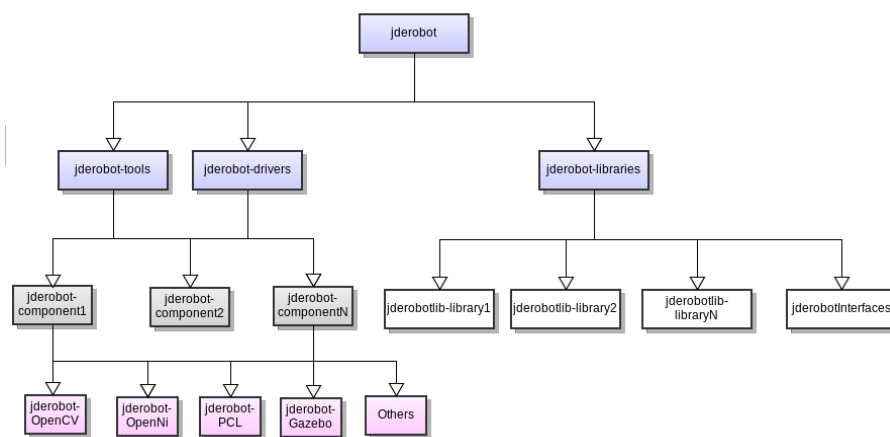 jderobot
jderobot-tools
jderobot-drivers
jderobot-libraries
jderobot-
component1
jderobot-
component2
jderobot-
componentN
jderobotlib-library1
jderobotlib-library2
jderobotlib-
libraryN
jderobotInterfaces
jderobot-
OpenCV
jderobot-
OpenNi
jderobot-
PCL
jderobot-
Gazebo
Others